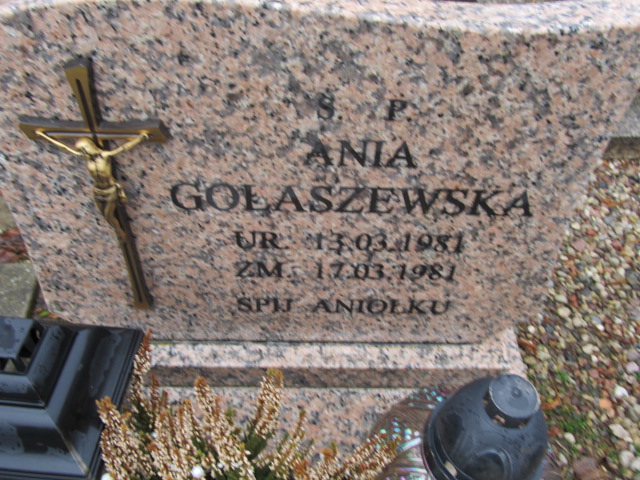 Ś. P.
ANIA
GOŁASZEWSKA
UR. 13.03.1981
ZM. 17.03.1981
ŚPIJ ANIOŁKU